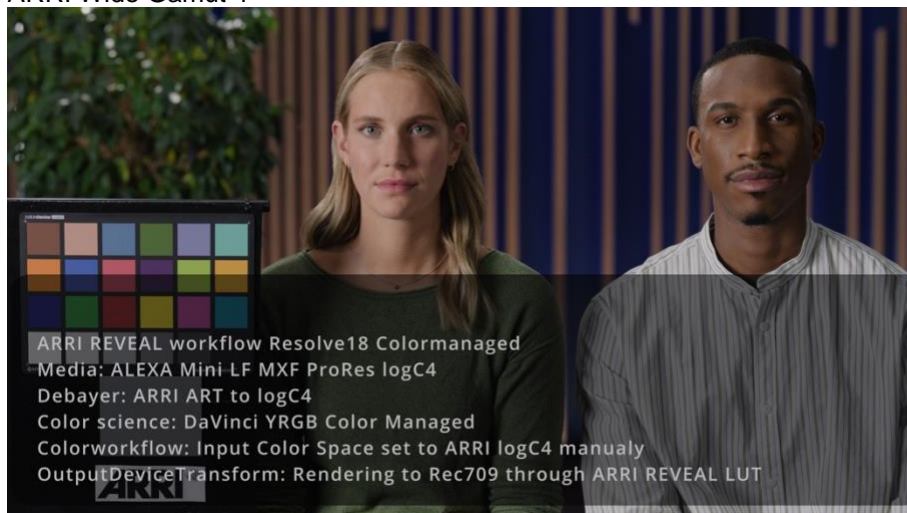 ARRI REVEAL workflow Resolve18 Colormanaged
Media: ALEXA Mini LF MXF ProRes logC4
Debayer: ARRI ART to logC4
Color science: DaVinci YRGB Color Managed
Colorworkflow: Input Color Space set to ARRI logC4 manualy
OutputDeviceTransform: Rendering to Rec709 through ARRI REVEAL LUT
ARRI